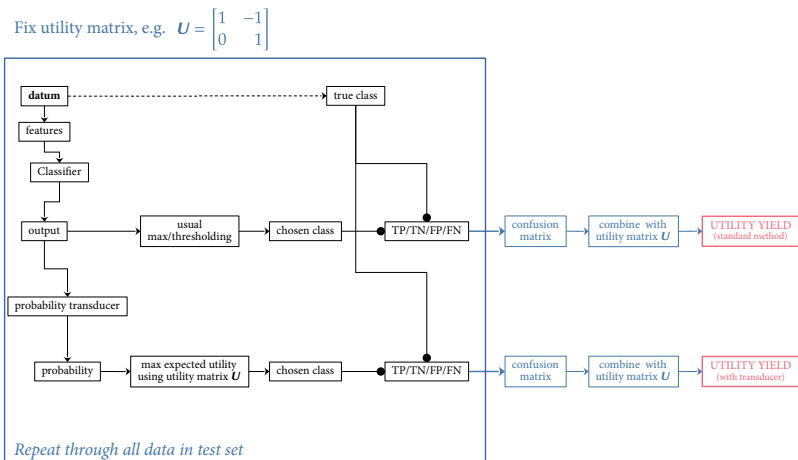 Fix utility matrix, e.g. U = [1 -1
0 1]
datum
true class
features
Classifier
output
usual
max/thresholding
chosen class
TP/TN/FP/FN
confusion
matrix
combine with
utility matrix U
UTILITY YIELD
(standard method)
probability transducer
probability
max expected utility
using utility matrix U
chosen class
TP/TN/FP/FN
confusion
matrix
combine with
utility matrix U
UTILITY YIELD
(with transducer)
Repeat through all data in test set